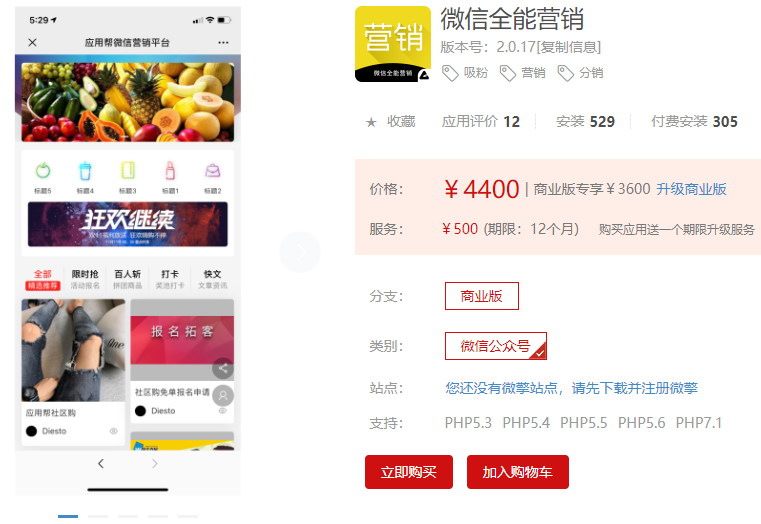 5:29
应用帮微信营销平台
标题5
标题4
标题3
标题1
标题2
狂欢继续
全部
限时抢
百人斩
打卡
快文
精选推荐
活动报名
拼团商品
奖池打卡
文章资讯
报名拓客
应用帮社区购
Diesto
社区购免单报名申请
Diesto
营销
微信全能营销
微信全能营销
版本号：2.0.17[复制信息]
吸粉
营销
分销
★ 收藏
应用评价 12
安装 529
付费安装 305
价格：
￥4400 | 商业版专享￥3600 升级商业版
服务：
￥500 (期限：12个月) 购买应用送一个期限升级服务
分支：
商业版
类别：
微信公众号
站点：
您还没有微擎站点，请先下载并注册微擎
支持：
PHP5.3 PHP5.4 PHP5.5 PHP5.6 PHP7.1
立即购买
加入购物车